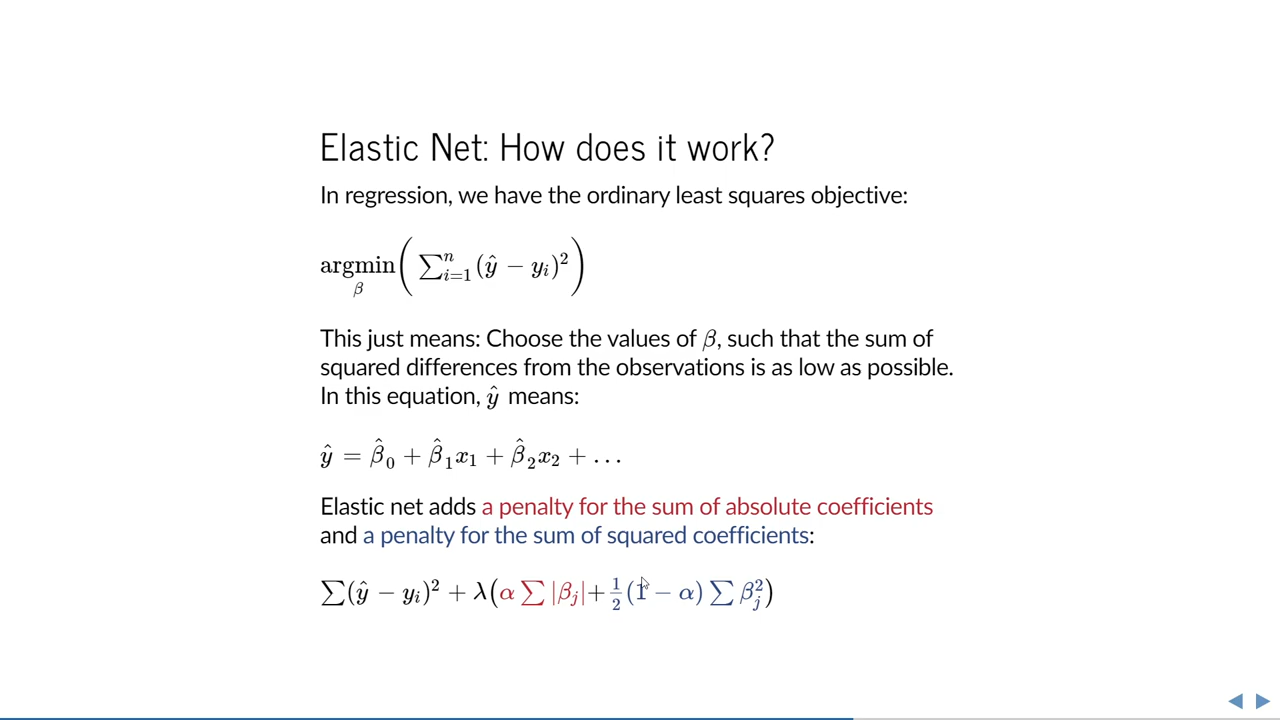 Elastic Net: How does it work?
In regression, we have the ordinary least squares objective:
argmin_β ( ∑_{i=1}^{n} (ŷ − y_i)² )
This just means: Choose the values of β, such that the sum of
squared differences from the observations is as low as possible.
In this equation, ŷ means:
ŷ = β̂₀ + β̂₁x₁ + β̂₂x₂ + …
Elastic net adds a penalty for the sum of absolute coefficients
and a penalty for the sum of squared coefficients:
∑(ŷ − y_i)² + λ(α ∑ |β_j| + ½ (1 − α) ∑ β_j²)